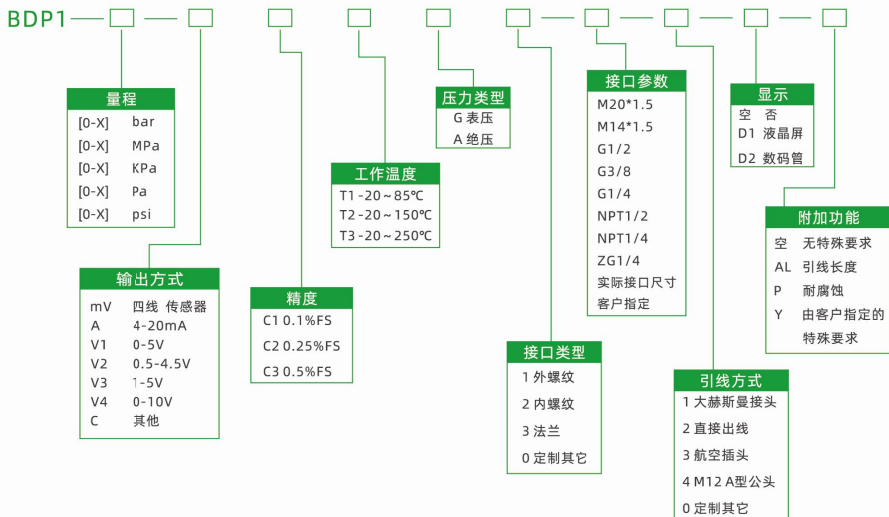 BDP1
量程
[0-X] bar
[0-X] MPa
[0-X] KPa
[0-X] Pa
[0-X] psi
输出方式
mV 四线 传感器
A 4-20mA
V1 0-5V
V2 0.5-4.5V
V3 1-5V
V4 0-10V
C 其他
精度
C1 0.1%FS
C2 0.25%FS
C3 0.5%FS
工作温度
T1 -20~85℃
T2 -20~150℃
T3 -20~250℃
压力类型
G 表压
A 绝压
接口类型
1 外螺纹
2 内螺纹
3 法兰
0 定制其它
接口参数
M20*1.5
M14*1.5
G1/2
G3/8
G1/4
NPT1/2
NPT1/4
ZG1/4
实际接口尺寸
客户指定
引线方式
1 大赫斯曼接头
2 直接出线
3 航空插头
4 M12 A型公头
0 定制其它
显示
空 否
D1 液晶屏
D2 数码管
附加功能
空 无特殊要求
AL 引线长度
P 耐腐蚀
Y 由客户指定的
特殊要求